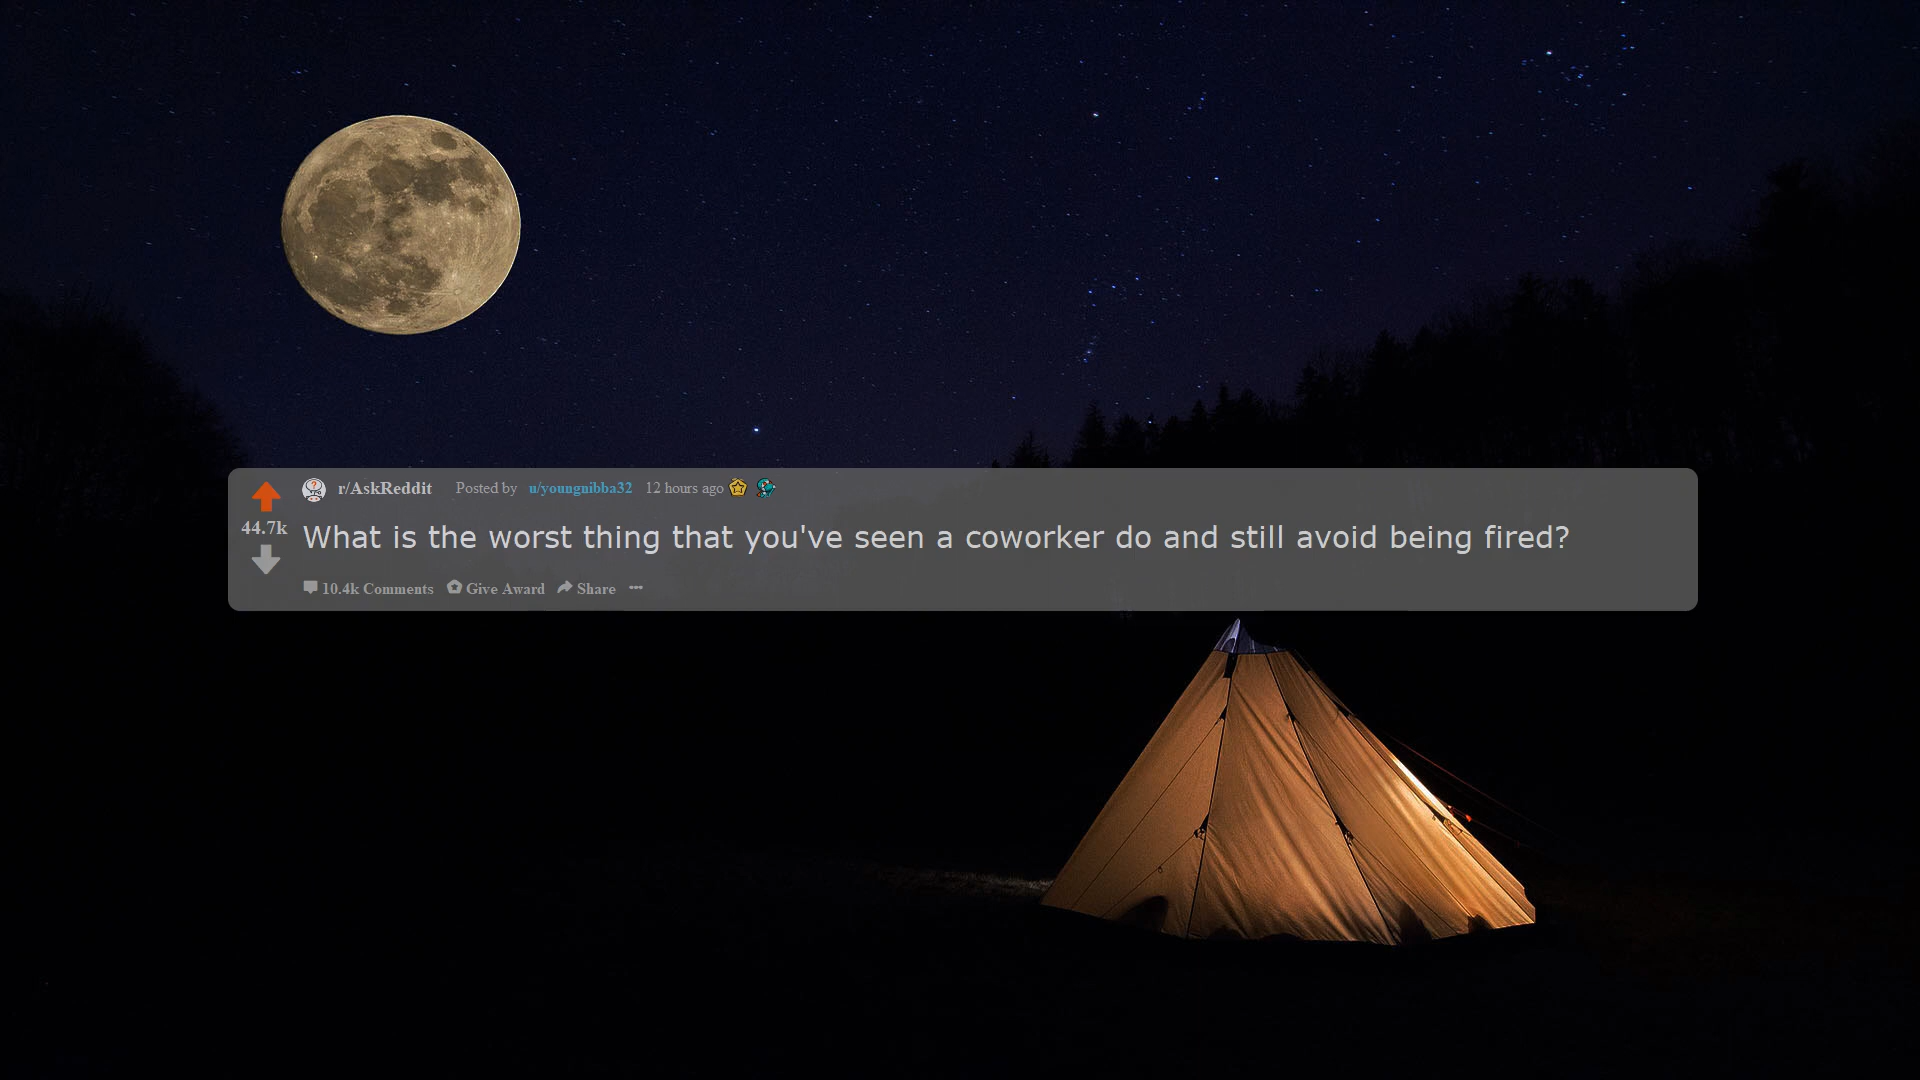 r/AskReddit Posted by u/youngnibba32 12 hours ago
44.7k
What is the worst thing that you've seen a coworker do and still avoid being fired?
10.4k Comments Give Award Share